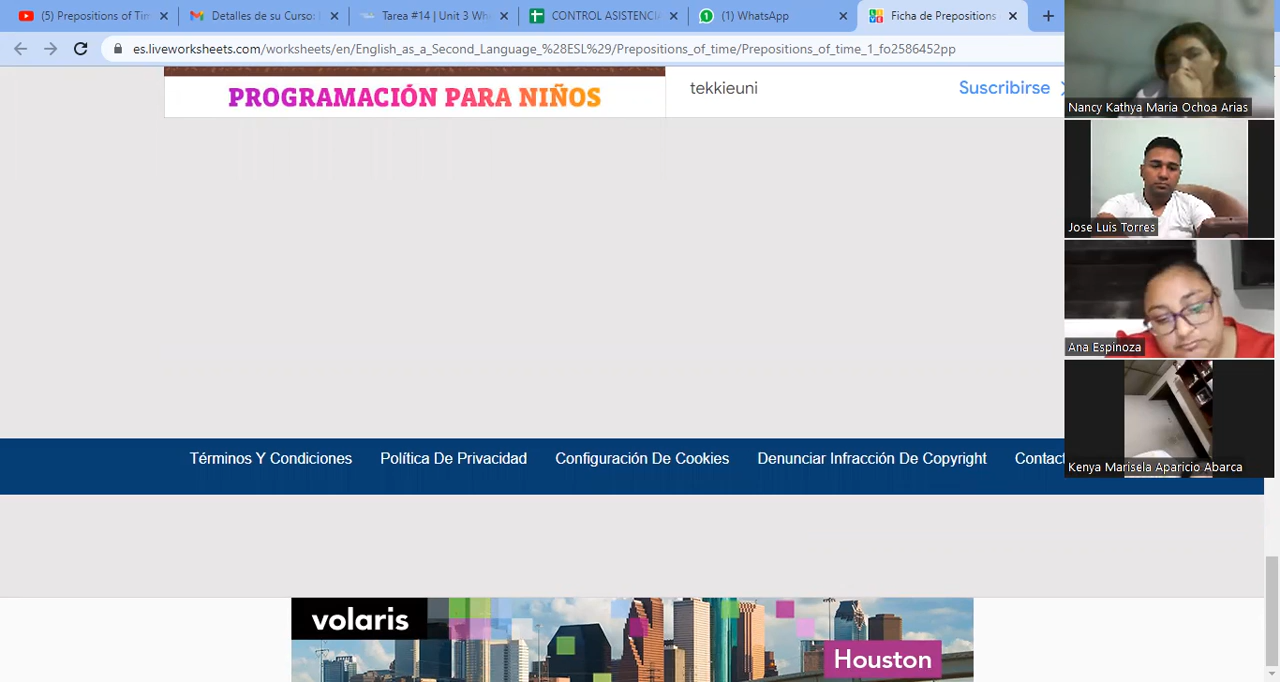 (5) Prepositions of Tim
Detalles de su Curso:
Tarea #14 | Unit 3 Wh
CONTROL ASISTENCIA
(1) WhatsApp
Ficha de Prepositions
es.liveworksheets.com/worksheets/en/English_as_a_Second_Language_%28ESL%29/Prepositions_of_time/Prepositions_of_time_1_fo2586452pp
PROGRAMACIÓN PARA NIÑOS
tekkieuni
Suscribirse
Nancy Kathya Maria Ochoa Arias
Jose Luis Torres
Ana Espinoza
Kenya Marisela Aparicio Abarca
Términos Y Condiciones
Política De Privacidad
Configuración De Cookies
Denunciar Infracción De Copyright
Contact
volaris
Houston